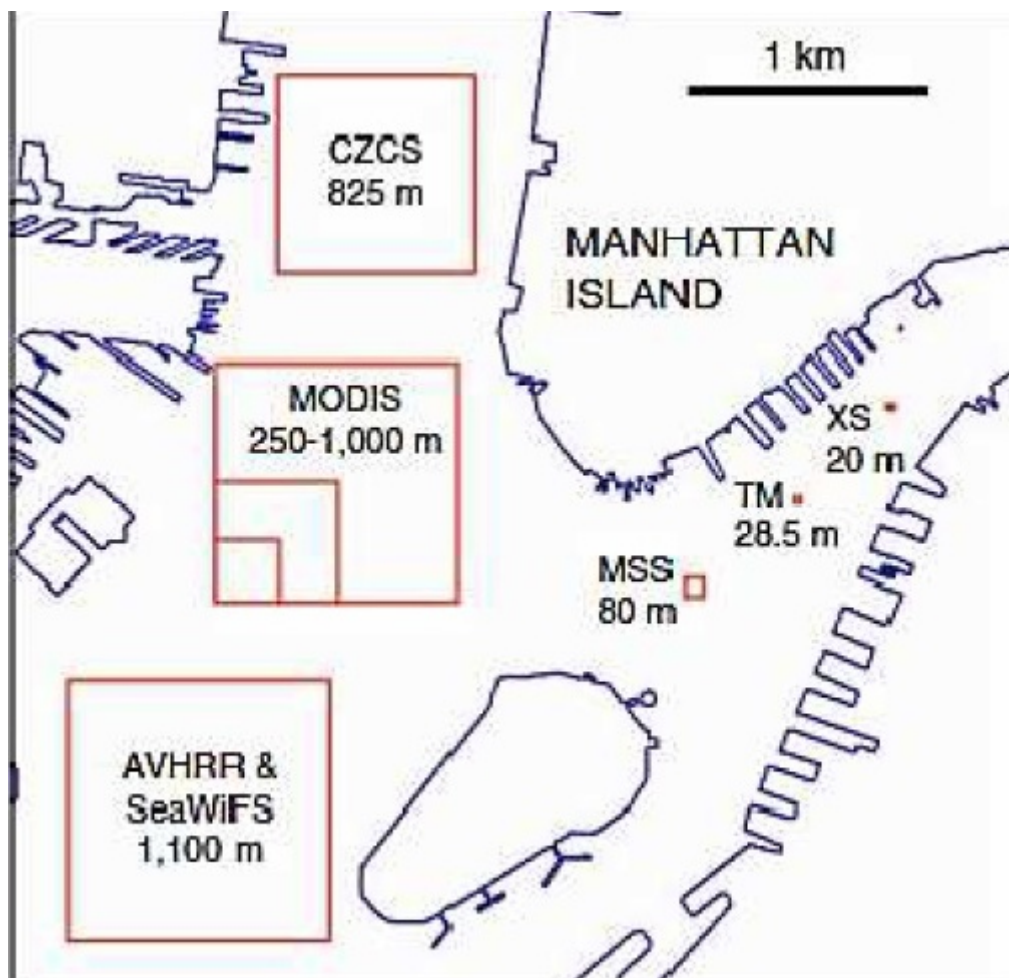 1 km
CZCS
825 m
MANHATTAN
ISLAND
MODIS
250-1,000 m
XS
20 m
TM
28.5 m
MSS
80 m
AVHRR &
SeaWiFS
1,100 m